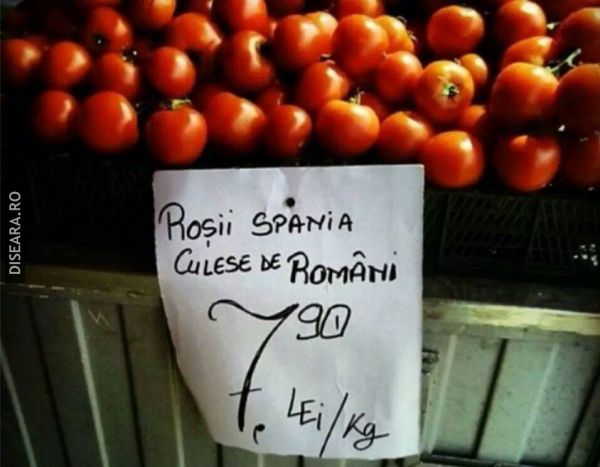 Roșii SPANiA
CULESE DE ROMÂNi
7,90
LEi/Kg
DISEARA.RO